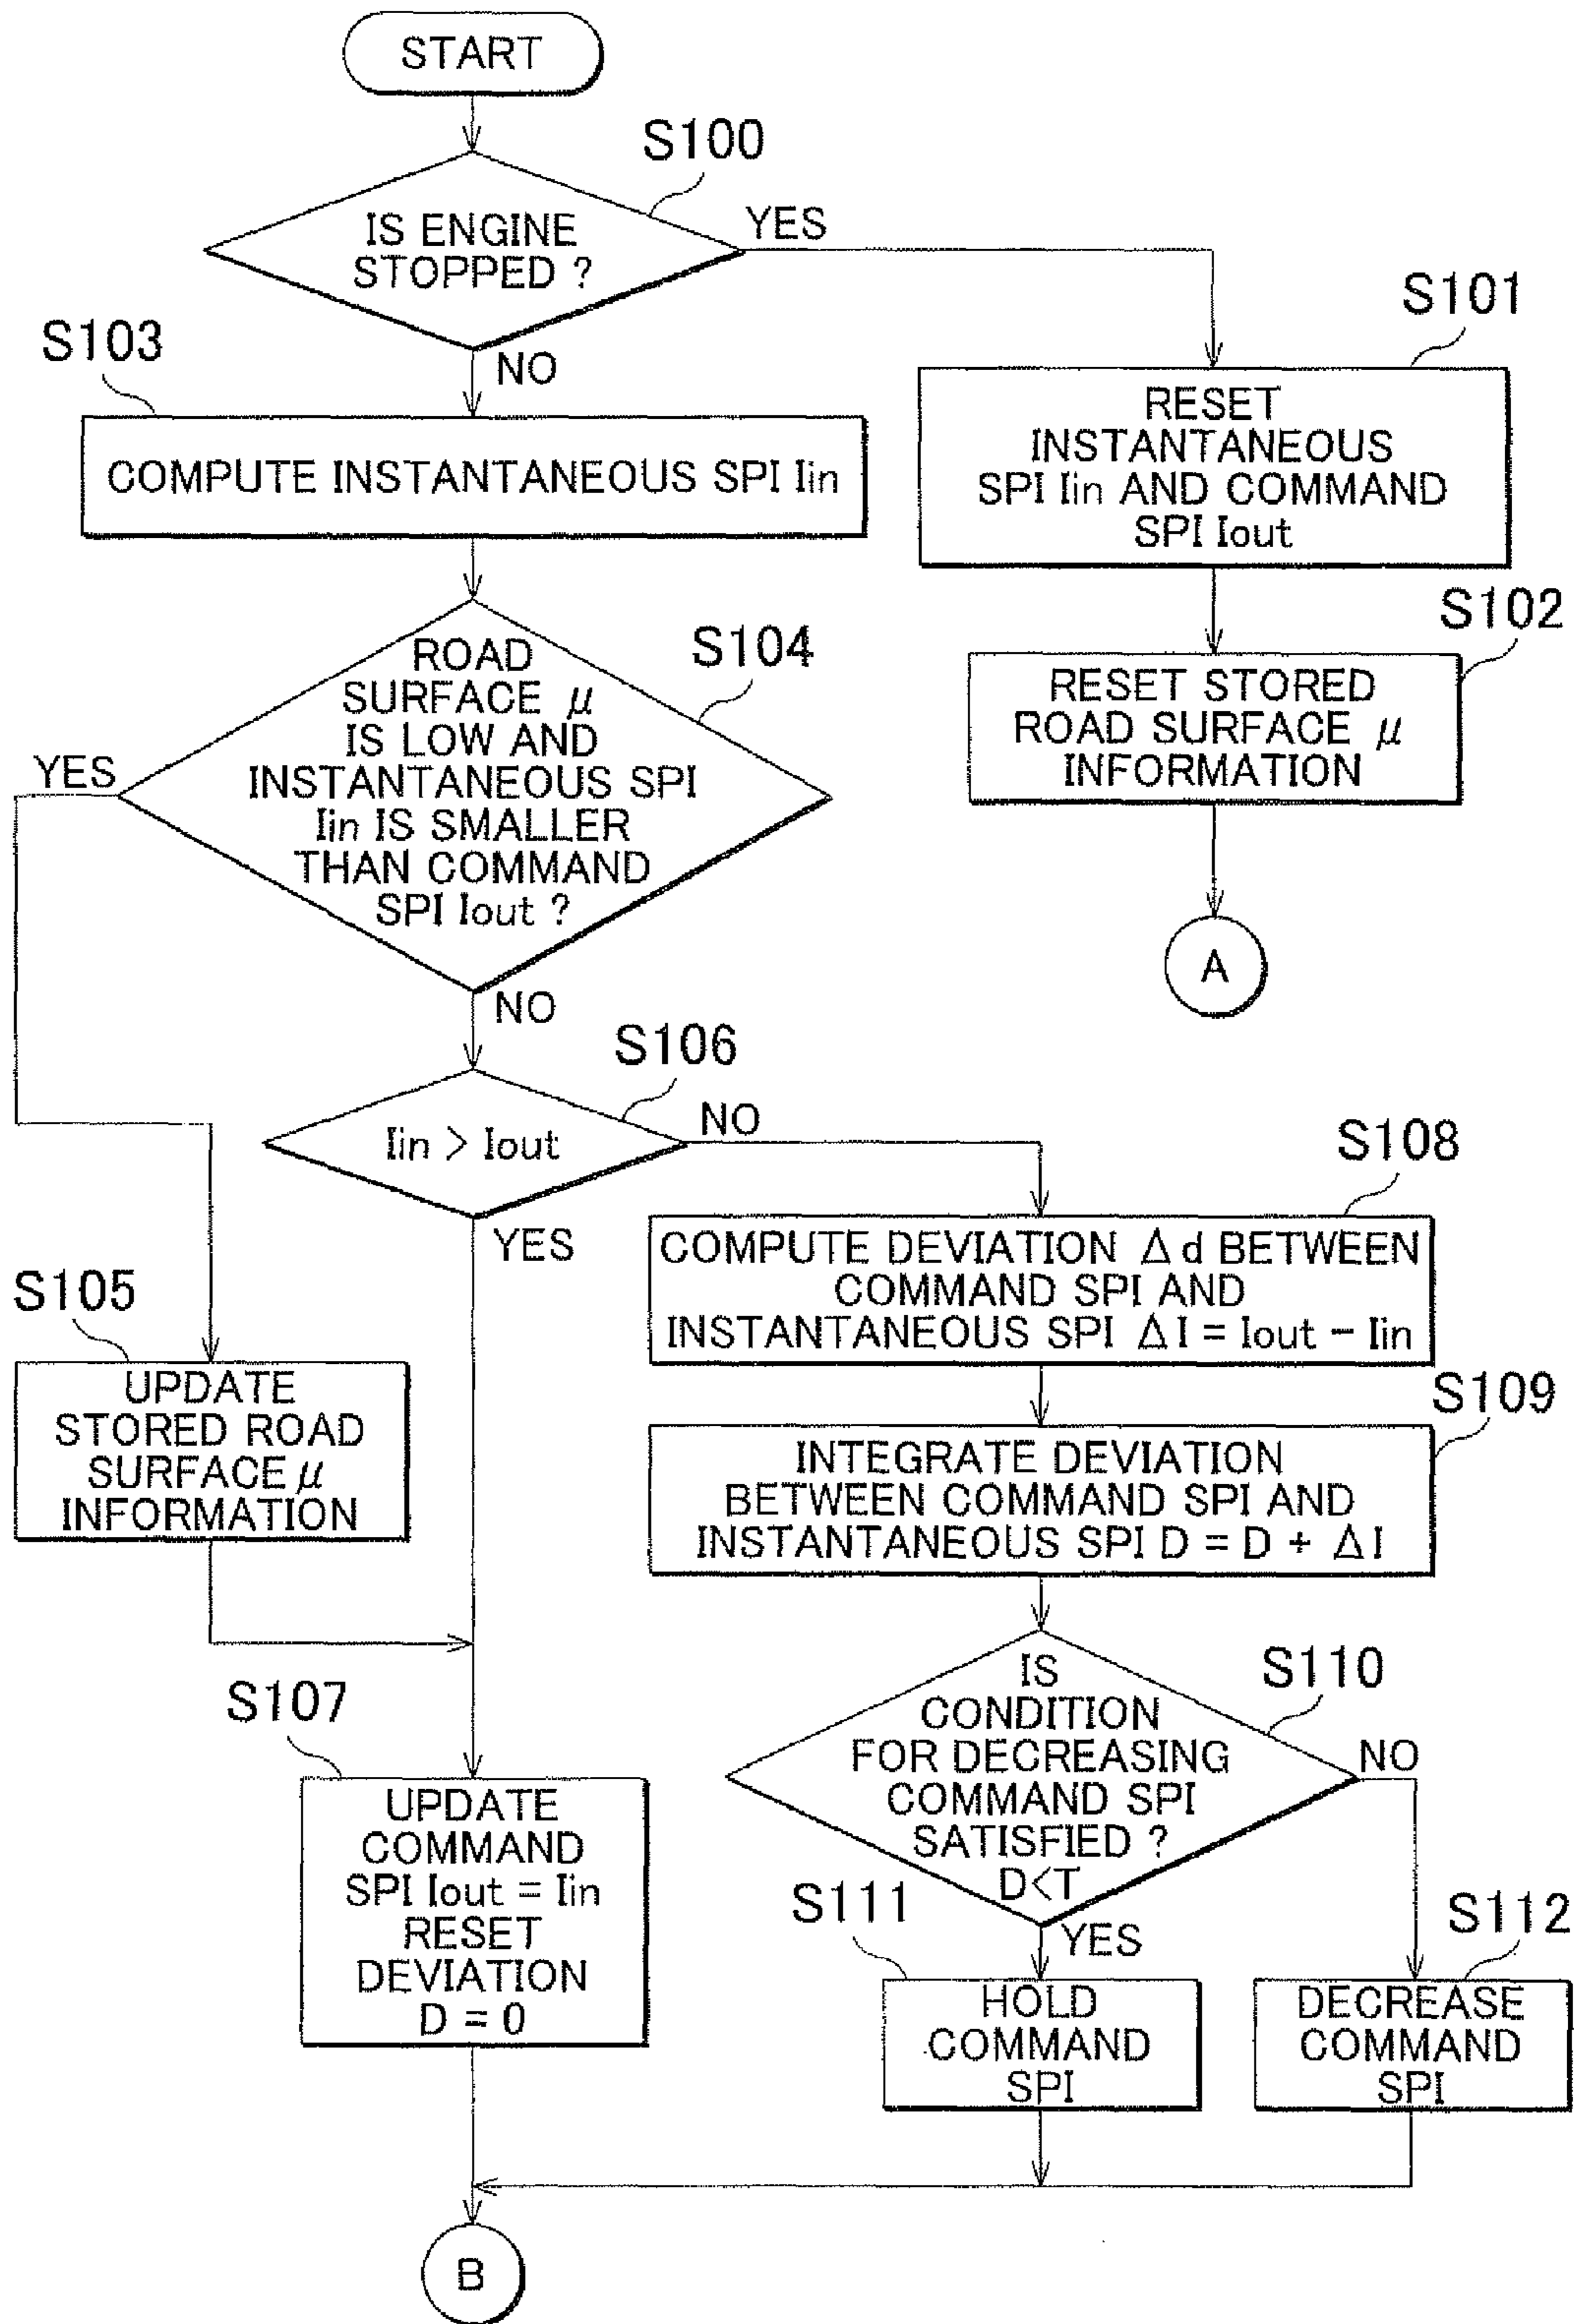 START
S100
IS ENGINE
STOPPED ?
YES
NO
S101
RESET
INSTANTANEOUS
SPI Iin AND COMMAND
SPI Iout
S103
COMPUTE INSTANTANEOUS SPI Iin
S102
RESET STORED
ROAD SURFACE μ
INFORMATION
A
S104
ROAD
SURFACE μ
IS LOW AND
INSTANTANEOUS SPI
Iin IS SMALLER
THAN COMMAND
SPI Iout ?
YES
NO
S106
Iin > Iout
NO
YES
S105
UPDATE
STORED ROAD
SURFACE μ
INFORMATION
S108
COMPUTE DEVIATION Δd BETWEEN
COMMAND SPI AND
INSTANTANEOUS SPI ΔI = Iout − Iin
S109
INTEGRATE DEVIATION
BETWEEN COMMAND SPI AND
INSTANTANEOUS SPI D = D + ΔI
S110
IS
CONDITION
FOR DECREASING
COMMAND SPI
SATISFIED ?
D<T
NO
YES
S107
UPDATE
COMMAND
SPI Iout = Iin
RESET
DEVIATION
D = 0
S111
HOLD
COMMAND
SPI
S112
DECREASE
COMMAND
SPI
B